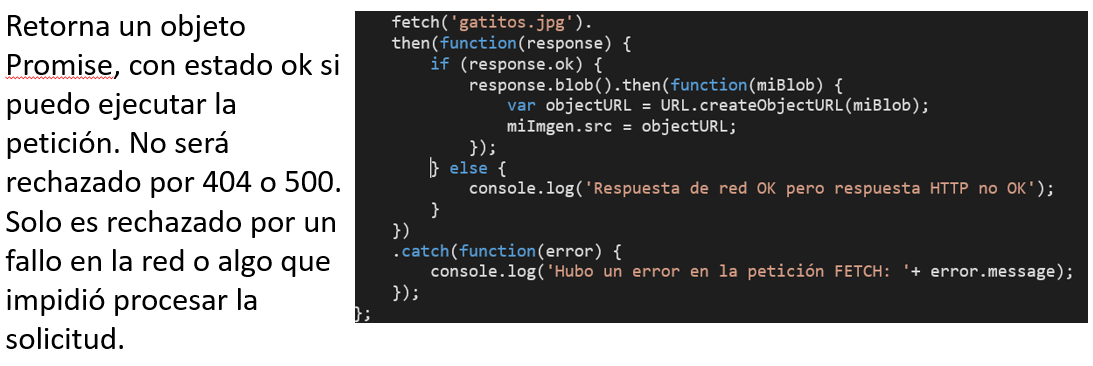 Retorna un objeto
Promise, con estado ok si
puedo ejecutar la
petición. No será
rechazado por 404 o 500.
Solo es rechazado por un
fallo en la red o algo que
impidió procesar la
solicitud.
fetch('gatitos.jpg').
then(function(response) {
    if (response.ok) {
        response.blob().then(function(miBlob) {
            var objectURL = URL.createObjectURL(miBlob);
            miImgen.src = objectURL;
        });
    } else {
        console.log('Respuesta de red OK pero respuesta HTTP no OK');
    }
})
.catch(function(error) {
    console.log('Hubo un error en la petición FETCH: '+ error.message);
});
};